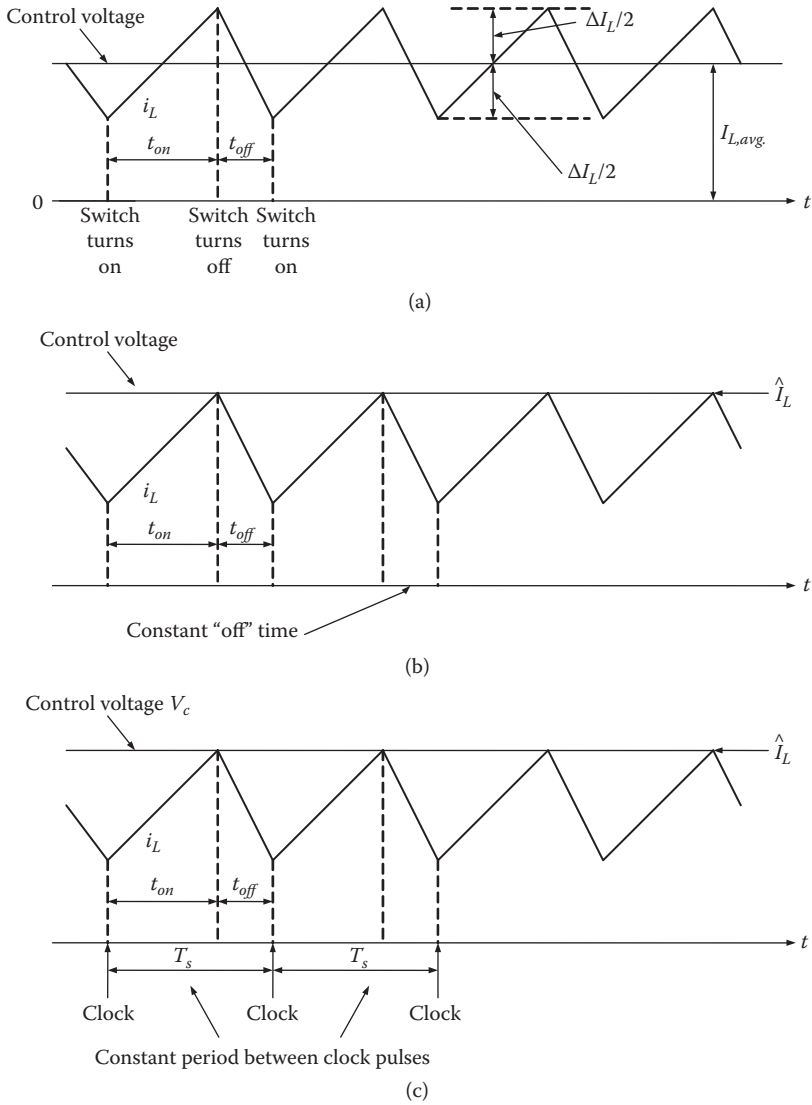 Control voltage
ΔI_L/2
i_L
t_on
t_off
I_L,avg.
ΔI_L/2
0
t
Switch turns on
Switch turns off
Switch turns on
(a)
Control voltage
Î_L
i_L
t_on
t_off
t
Constant “off” time
(b)
Control voltage V_c
Î_L
i_L
t_on
t_off
t
T_s
T_s
Clock
Clock
Clock
Constant period between clock pulses
(c)